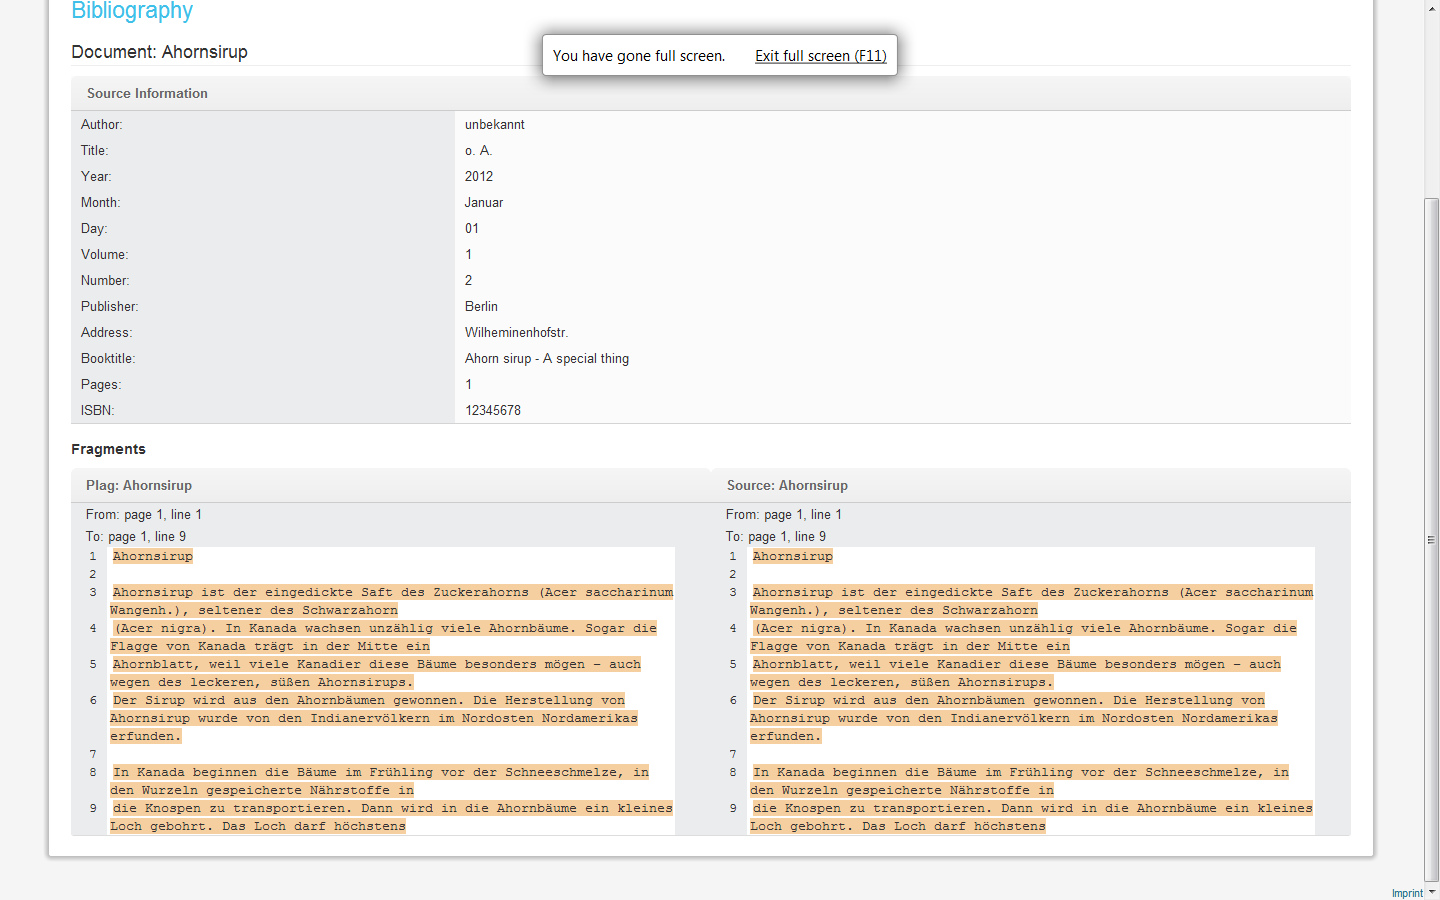 Bibliography
Document: Ahornsirup
You have gone full screen. Exit full screen (F11)
Source Information
Author: unbekannt
Title: o. A.
Year: 2012
Month: Januar
Day: 01
Volume: 1
Number: 2
Publisher: Berlin
Address: Wilheminenhofstr.
Booktitle: Ahorn sirup - A special thing
Pages: 1
ISBN: 12345678
Fragments
Plag: Ahornsirup
From: page 1, line 1
To: page 1, line 9
1 Ahornsirup
2
3 Ahornsirup ist der eingedickte Saft des Zuckerahorns (Acer saccharinum
Wangenh.), seltener des Schwarzahorn
4 (Acer nigra). In Kanada wachsen unzählig viele Ahornbäume. Sogar die
Flagge von Kanada trägt in der Mitte ein
5 Ahornblatt, weil viele Kanadier diese Bäume besonders mögen – auch
wegen des leckeren, süßen Ahornsirups.
6 Der Sirup wird aus den Ahornbäumen gewonnen. Die Herstellung von
Ahornsirup wurde von den Indianervölkern im Nordosten Nordamerikas
erfunden.
7
8 In Kanada beginnen die Bäume im Frühling vor der Schneeschmelze, in
den Wurzeln gespeicherte Nährstoffe in
9 die Knospen zu transportieren. Dann wird in die Ahornbäume ein kleines
Loch gebohrt. Das Loch darf höchstens
Source: Ahornsirup
From: page 1, line 1
To: page 1, line 9
1 Ahornsirup
2
3 Ahornsirup ist der eingedickte Saft des Zuckerahorns (Acer saccharinum
Wangenh.), seltener des Schwarzahorn
4 (Acer nigra). In Kanada wachsen unzählig viele Ahornbäume. Sogar die
Flagge von Kanada trägt in der Mitte ein
5 Ahornblatt, weil viele Kanadier diese Bäume besonders mögen – auch
wegen des leckeren, süßen Ahornsirups.
6 Der Sirup wird aus den Ahornbäumen gewonnen. Die Herstellung von
Ahornsirup wurde von den Indianervölkern im Nordosten Nordamerikas
erfunden.
7
8 In Kanada beginnen die Bäume im Frühling vor der Schneeschmelze, in
den Wurzeln gespeicherte Nährstoffe in
9 die Knospen zu transportieren. Dann wird in die Ahornbäume ein kleines
Loch gebohrt. Das Loch darf höchstens
Imprint